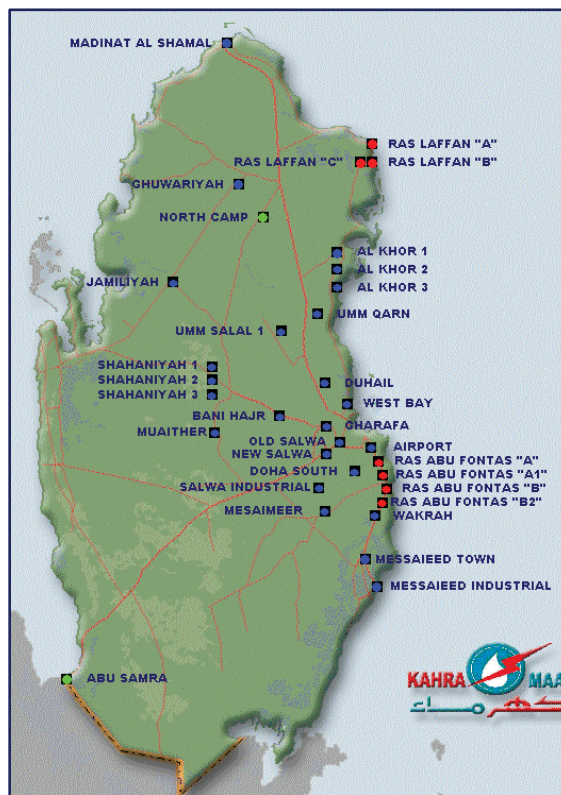 MADINAT AL SHAMAL
RAS LAFFAN "A"
RAS LAFFAN "C"
RAS LAFFAN "B"
GHUWARIYAH
NORTH CAMP
AL KHOR 1
AL KHOR 2
JAMILIYAH
AL KHOR 3
UMM QARN
UMM SALAL 1
SHAHANIYAH 1
SHAHANIYAH 2
DUHAIL
SHAHANIYAH 3
WEST BAY
BANI HAJR
GHARAFA
MUAITHER
OLD SALWA
AIRPORT
NEW SALWA
RAS ABU FONTAS "A"
DOHA SOUTH
RAS ABU FONTAS "A1"
SALWA INDUSTRIAL
RAS ABU FONTAS "B"
RAS ABU FONTAS "B2"
MESAIMEER
WAKRAH
MESSAIEED TOWN
MESSAIEED INDUSTRIAL
ABU SAMRA
KAHRA MAA
كهرماء